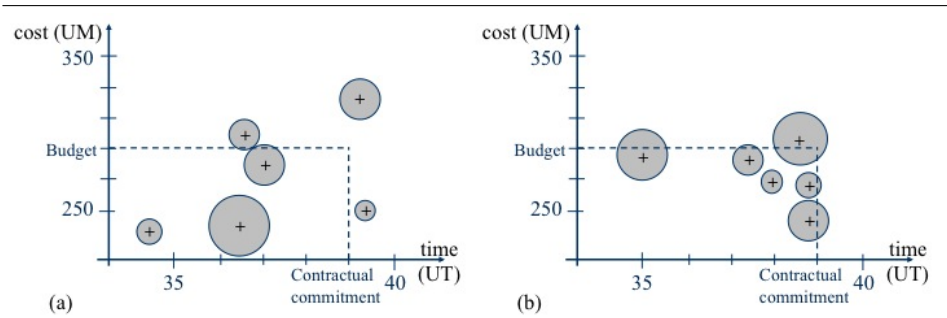 cost (UM)
350
Budget
250
time
(UT)
35
Contractual
commitment
40
(a)
cost (UM)
350
Budget
250
time
(UT)
35
Contractual
commitment
40
(b)